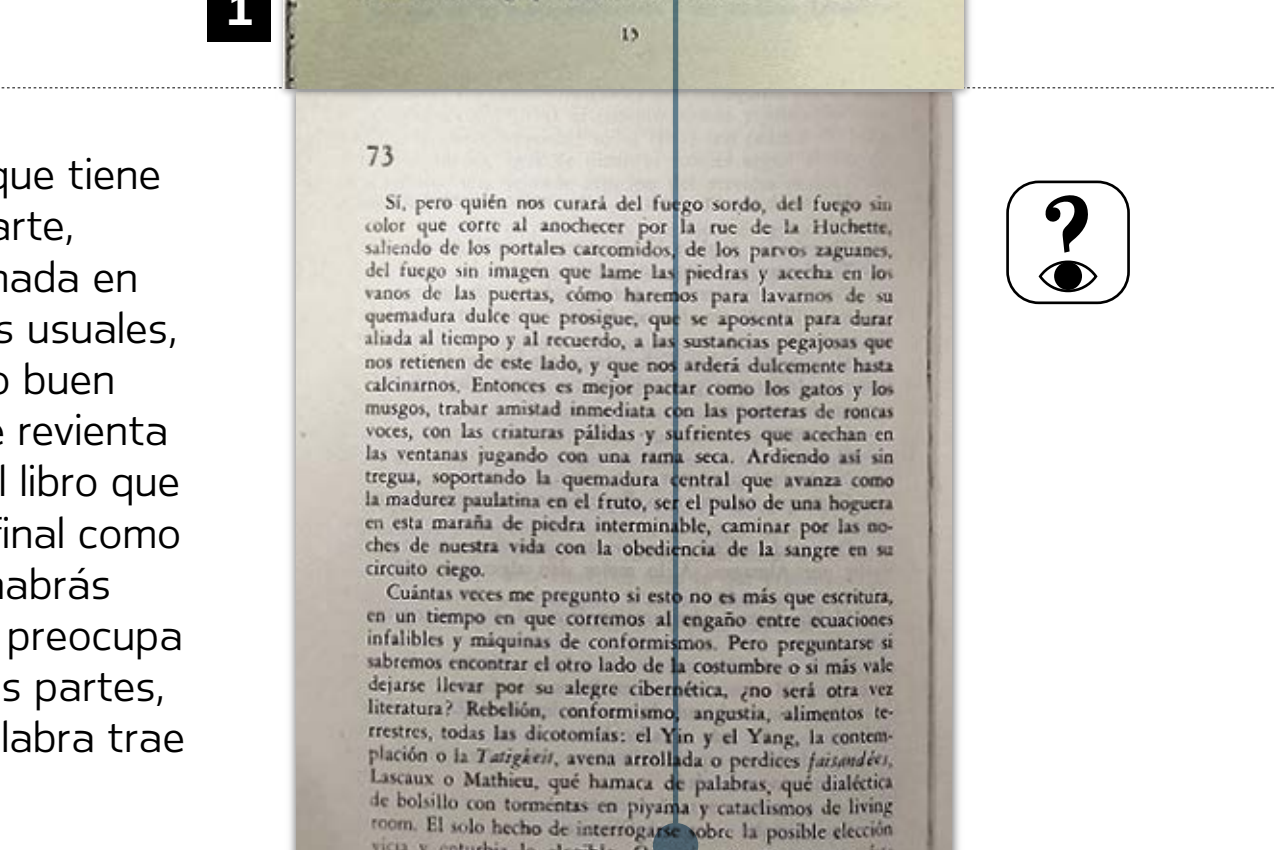 1
15
que tiene
arte,
nada en
s usuales,
o buen
e revienta
l libro que
final como
habrás
preocupa
s partes,
labra trae
73
Sí, pero quién nos curará del fuego sordo, del fuego sin
color que corre al anochecer por la rue de la Huchette,
saliendo de los portales carcomidos, de los parvos zaguanes,
del fuego sin imagen que lame las piedras y acecha en los
vanos de las puertas, cómo haremos para lavarnos de su
quemadura dulce que prosigue, que se aposenta para durar
aliada al tiempo y al recuerdo, a las sustancias pegajosas que
nos retienen de este lado, y que nos arderá dulcemente hasta
calcinarnos. Entonces es mejor pactar como los gatos y los
musgos, trabar amistad inmediata con las porteras de roncas
voces, con las criaturas pálidas y sufrientes que acechan en
las ventanas jugando con una rama seca. Ardiendo así sin
tregua, soportando la quemadura central que avanza como
la madurez paulatina en el fruto, ser el pulso de una hoguera
en esta maraña de piedra interminable, caminar por las no-
ches de nuestra vida con la obediencia de la sangre en su
circuito ciego.
Cuántas veces me pregunto si esto no es más que escritura,
en un tiempo en que corremos al engaño entre ecuaciones
infalibles y máquinas de conformismos. Pero preguntarse si
sabremos encontrar el otro lado de la costumbre o si más vale
dejarse llevar por su alegre cibernética, ¿no será otra vez
literatura? Rebelión, conformismo, angustia, alimentos te-
rrestres, todas las dicotomías: el Yin y el Yang, la contem-
plación o la Tatigkeit, avena arrollada o perdices faisandées,
Lascaux o Mathieu, qué hamaca de palabras, qué dialéctica
de bolsillo con tormentas en piyama y cataclismos de living
room. El solo hecho de interrogarse sobre la posible elección
?